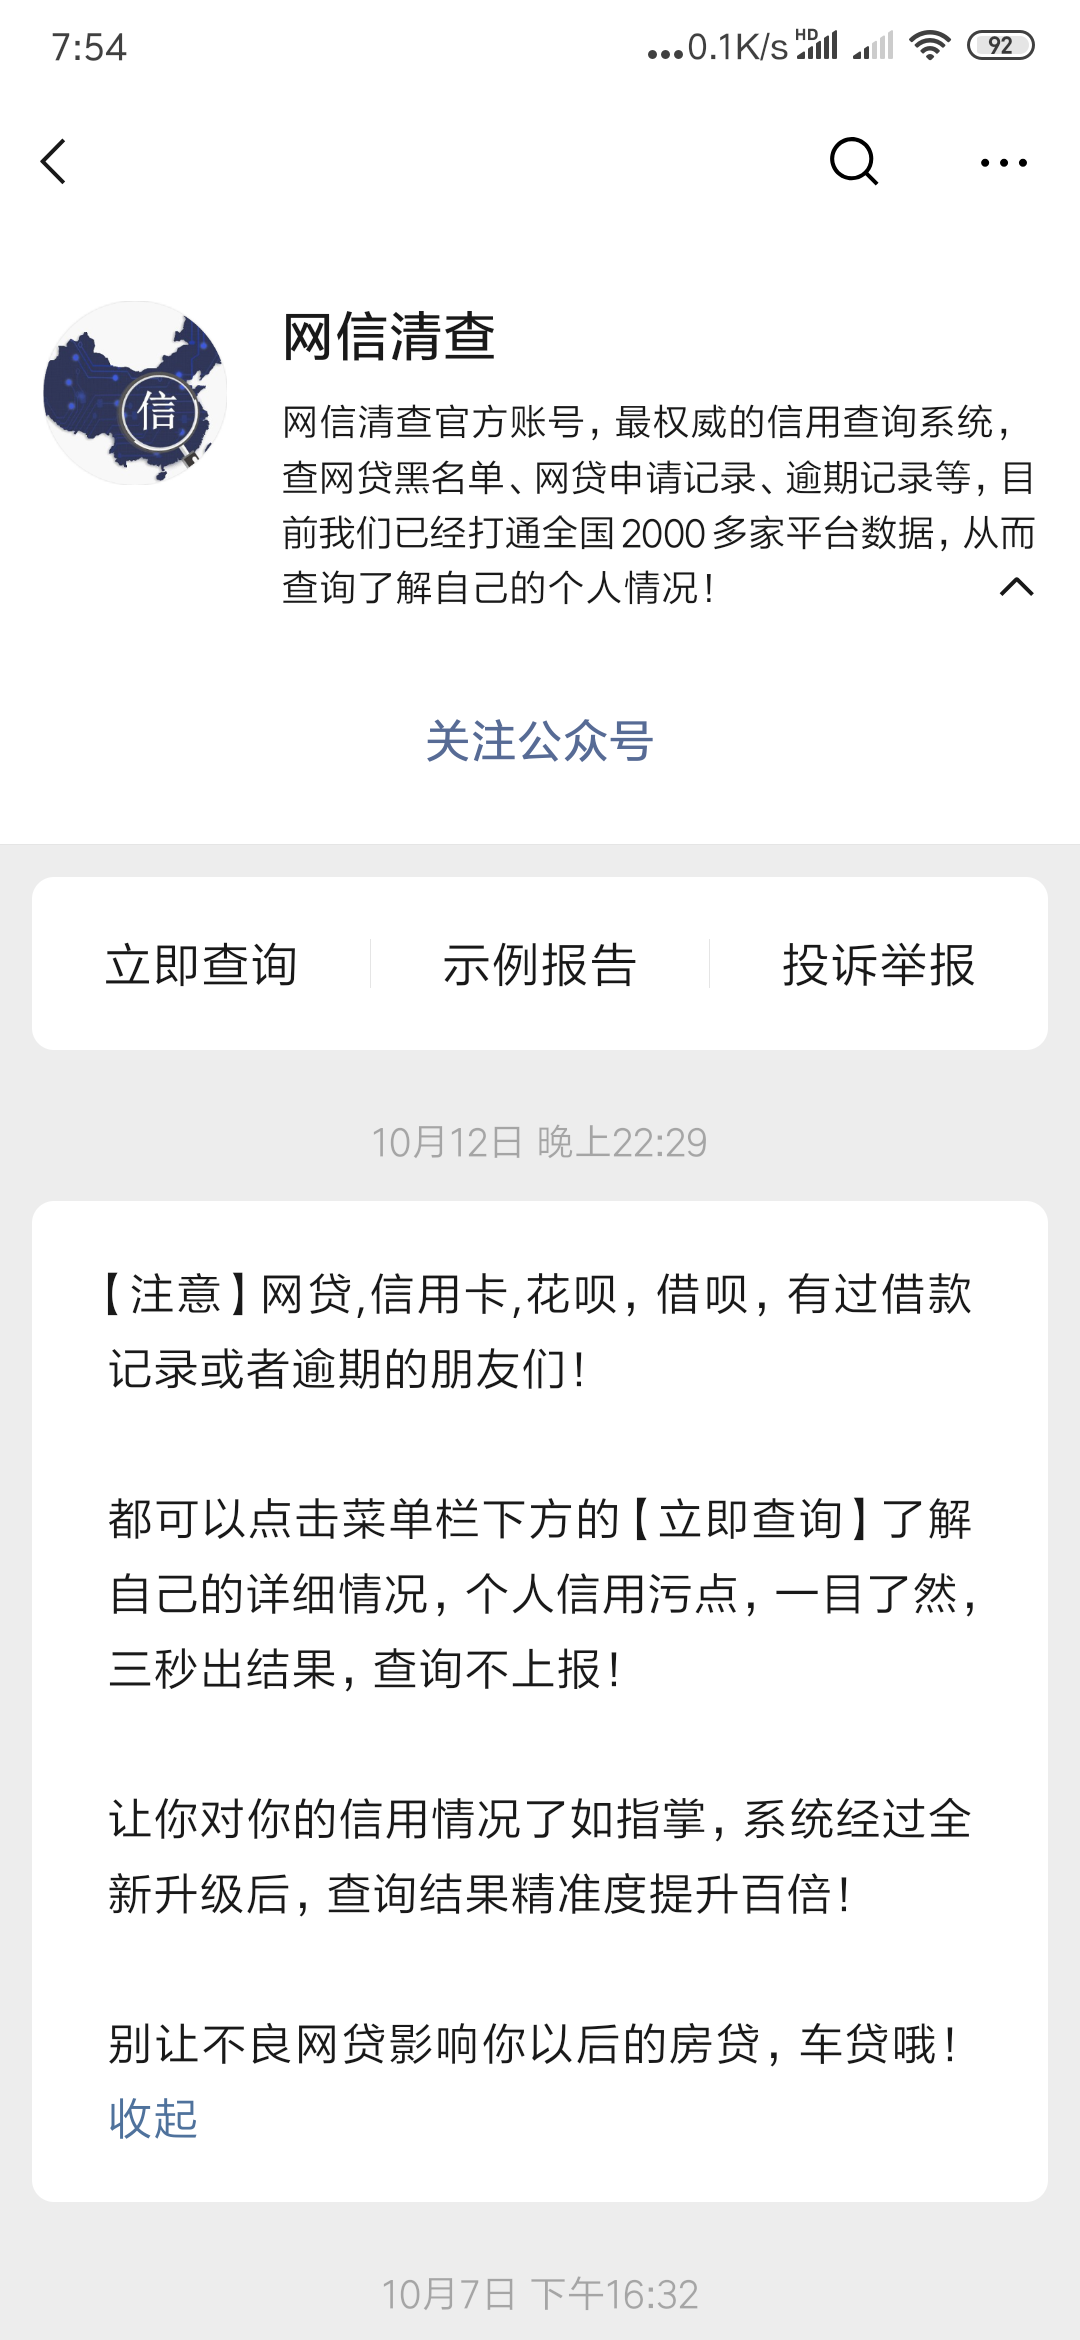 7:54
...0.1K/s HD 92
网信清查
信
网信清查官方账号，最权威的信用查询系统，
查网贷黑名单、网贷申请记录、逾期记录等，目
前我们已经打通全国2000多家平台数据，从而
查询了解自己的个人情况！
关注公众号
立即查询 示例报告 投诉举报
10月12日 晚上22:29
【注意】网贷,信用卡,花呗，借呗，有过借款
记录或者逾期的朋友们！
都可以点击菜单栏下方的【立即查询】了解
自己的详细情况，个人信用污点，一目了然，
三秒出结果，查询不上报！
让你对你的信用情况了如指掌，系统经过全
新升级后，查询结果精准度提升百倍！
别让不良网贷影响你以后的房贷，车贷哦！
收起
10月7日 下午16:32